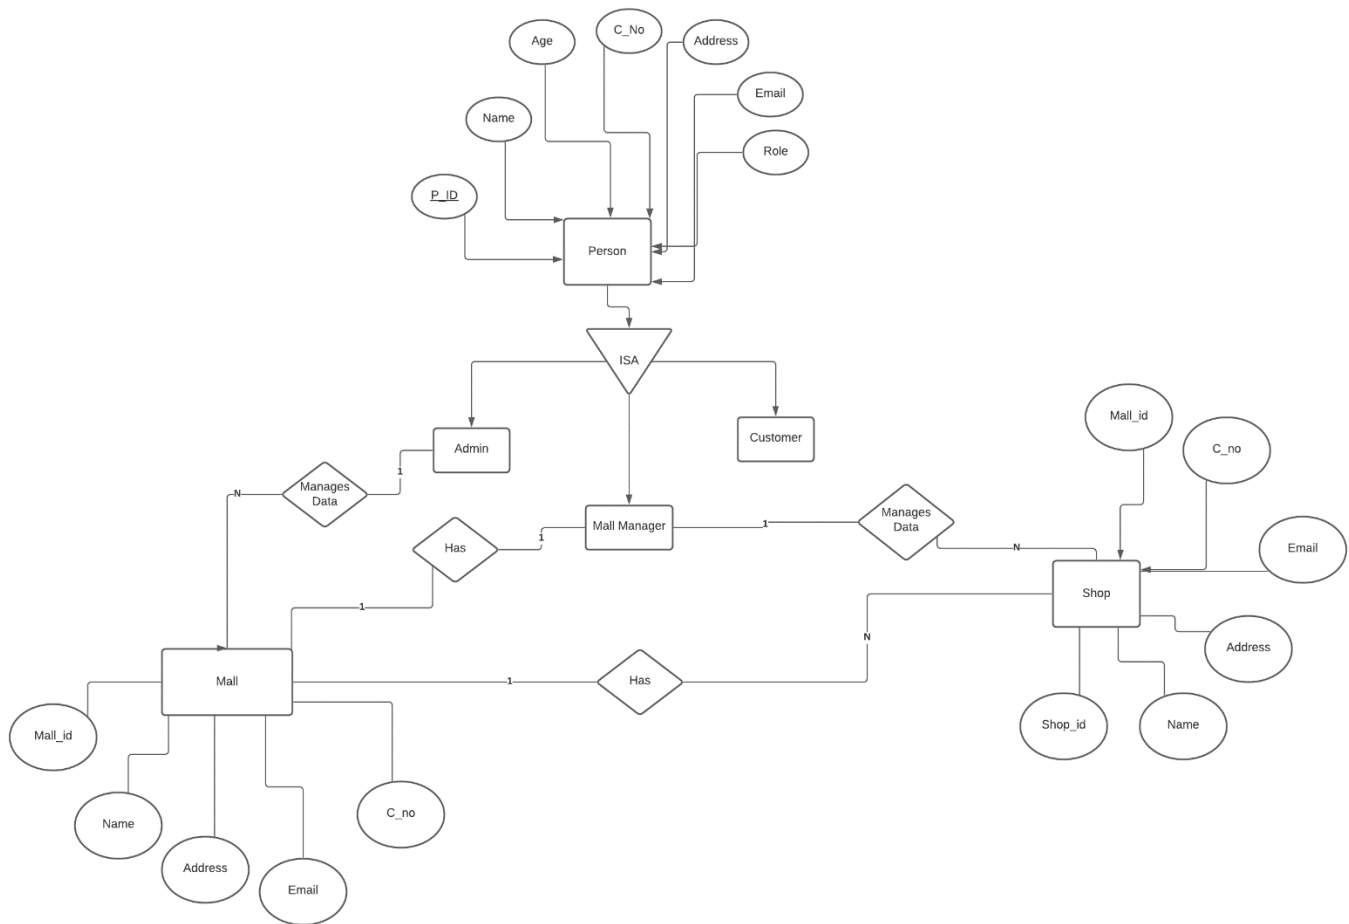 C_No
Age
Address
Email
Name
Role
P_ID
Person
ISA
Mall_id
Customer
Admin
C_no
1
Manages
Data
N
Manages
Data
Mall Manager
1
1
Has
N
Email
Shop
1
N
Address
Mall
1
Has
Mall_id
Shop_id
Name
C_no
Name
Address
Email